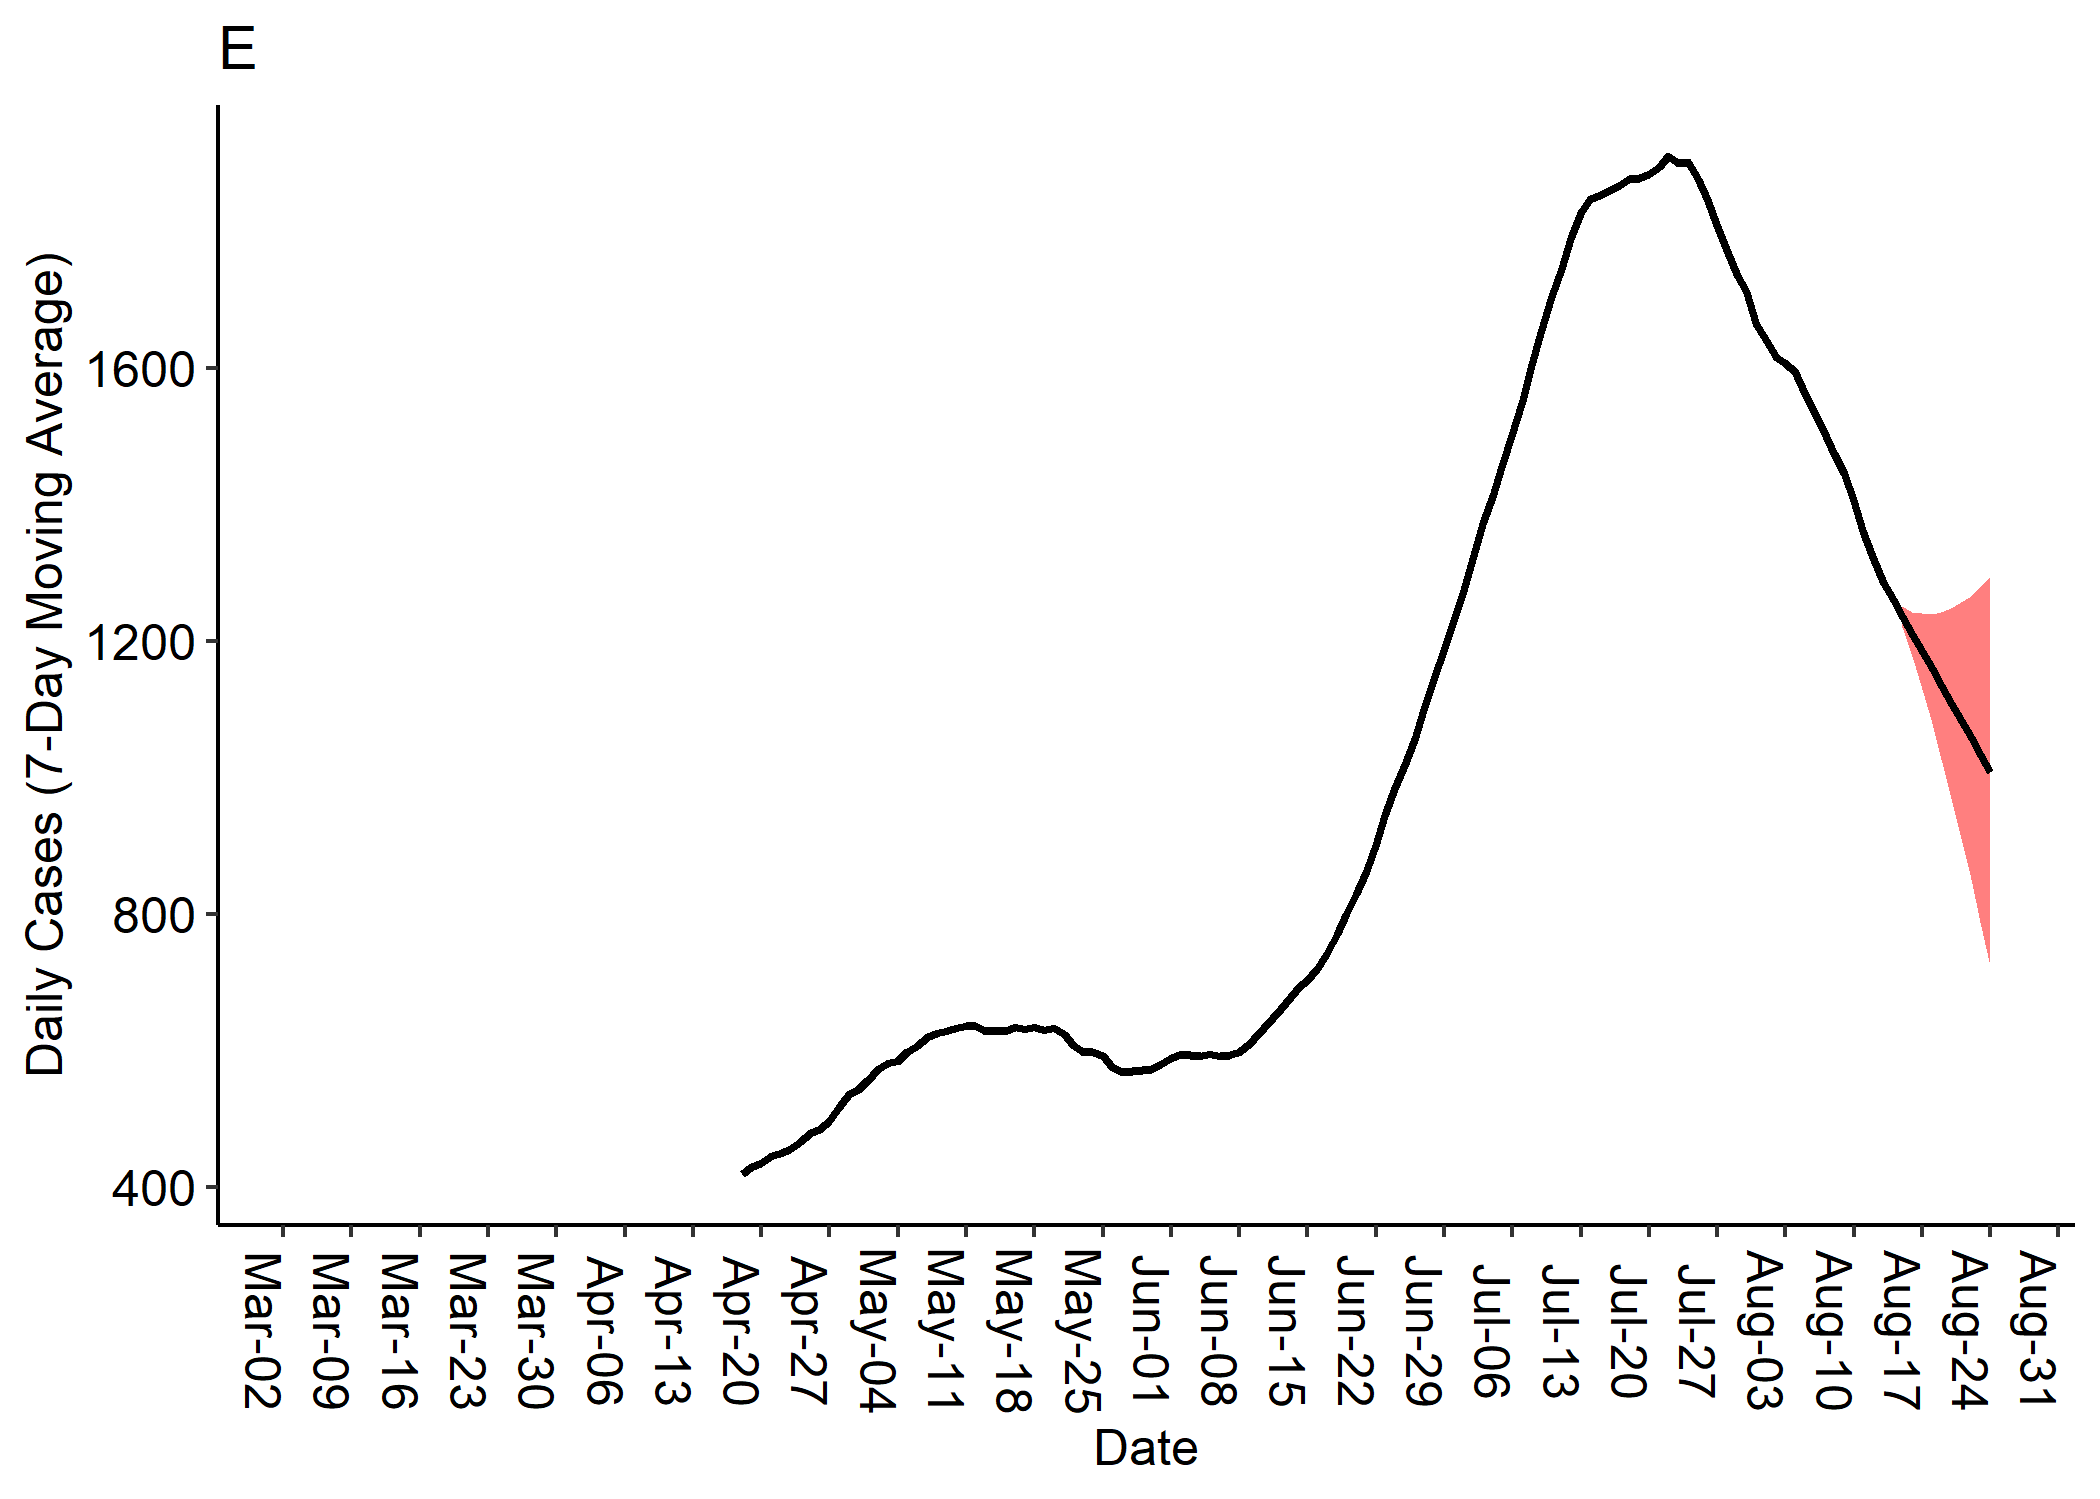 E
Daily Cases (7-Day Moving Average)
1600
1200
800
400
Mar-02
Mar-09
Mar-16
Mar-23
Mar-30
Apr-06
Apr-13
Apr-20
Apr-27
May-04
May-11
May-18
May-25
Jun-01
Jun-08
Jun-15
Jun-22
Jun-29
Jul-06
Jul-13
Jul-20
Jul-27
Aug-03
Aug-10
Aug-17
Aug-24
Aug-31
Date